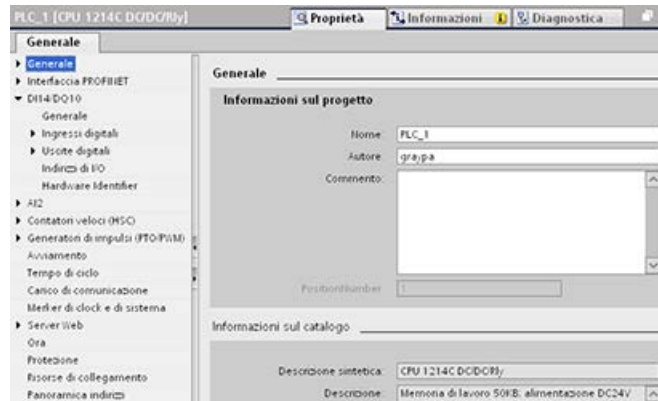 PLC_1 [CPU 1214C DC/DC/Rly]
Proprietà
Informazioni
Diagnostica
Generale
Generale
Interfaccia PROFINET
DI14/DO10
Generale
Ingressi digitali
Uscite digitali
Indirizzi di I/O
Hardware Identifier
AI2
Contatori veloci (HSC)
Generatori di impulsi (PTO/PWM)
Avviamento
Tempo di ciclo
Carico di comunicazione
Merker di clock e di sistema
Server Web
Ora
Protezione
Risorse di collegamento
Panoramica indirizzi
Generale
Informazioni sul progetto
Nome
PLC_1
Autore
graypa
Commento:
PositionNumber
1
Informazioni sul catalogo
Descrizione sintetica:
CPU 1214C DC/DC/Rly
Descrizione:
Memoria di lavoro 50KB; alimentazione DC24V